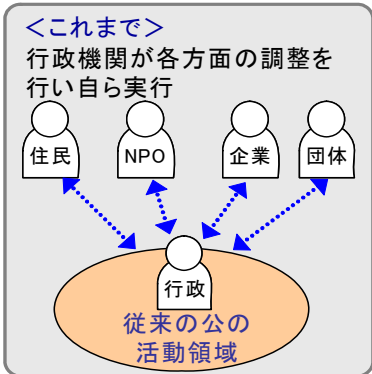 ＜これまで＞
行政機関が各方面の調整を
行い自ら実行
住民
NPO
企業
団体
行政
従来の公の
活動領域